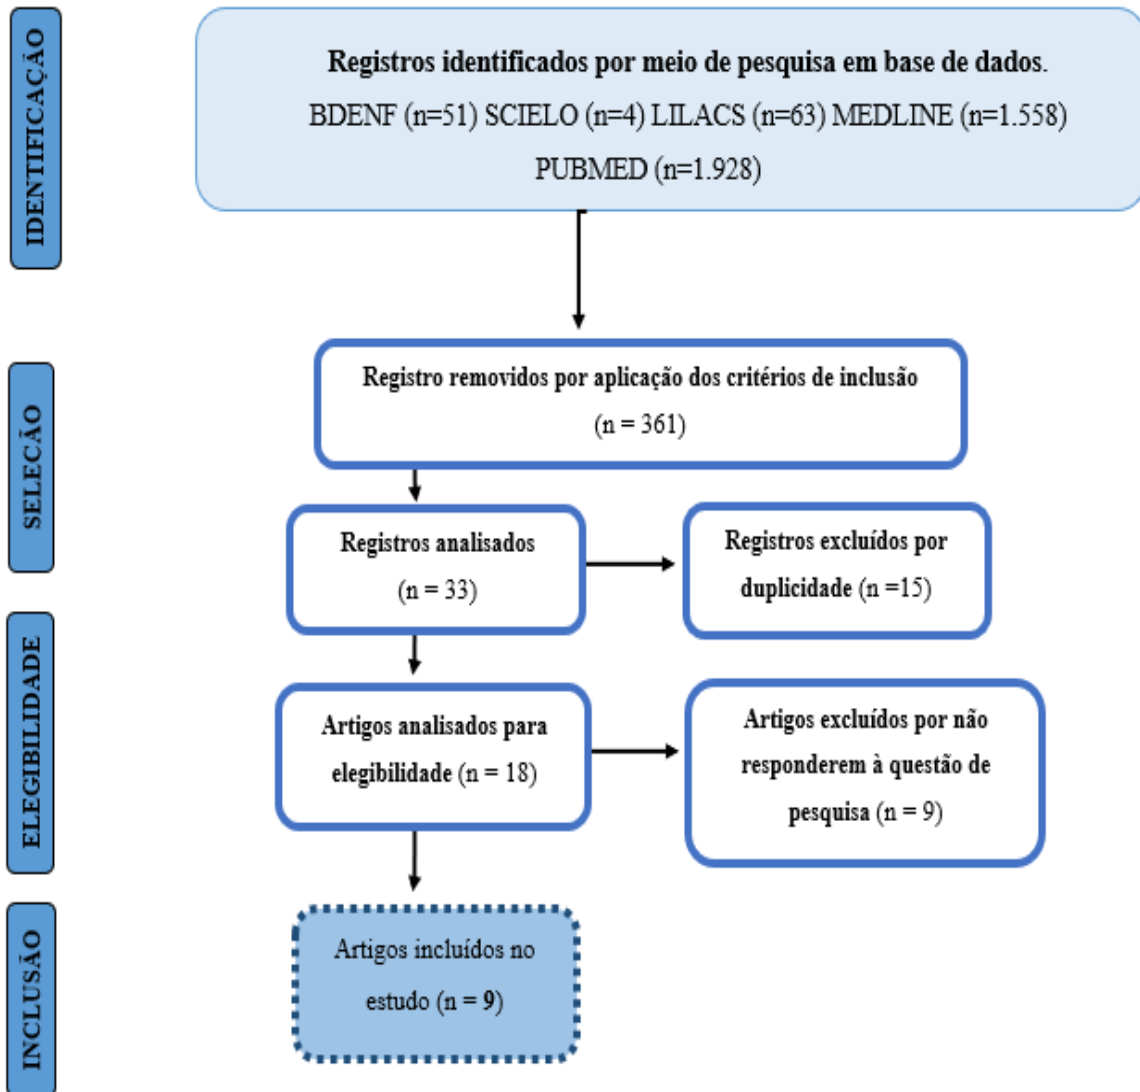 IDENTIFICAÇÃO
Registros identificados por meio de pesquisa em base de dados.
BDENF (n=51) SCIELO (n=4) LILACS (n=63) MEDLINE (n=1.558)
PUBMED (n=1.928)
SELECÃO
Registro removidos por aplicação dos critérios de inclusão
(n = 361)
Registros analisados
(n = 33)
Registros excluídos por
duplicidade (n =15)
ELEGIBILIDADE
Artigos analisados para
elegibilidade (n = 18)
Artigos excluídos por não
responderem à questão de
pesquisa (n = 9)
INCLUSÃO
Artigos incluídos no
estudo (n = 9)